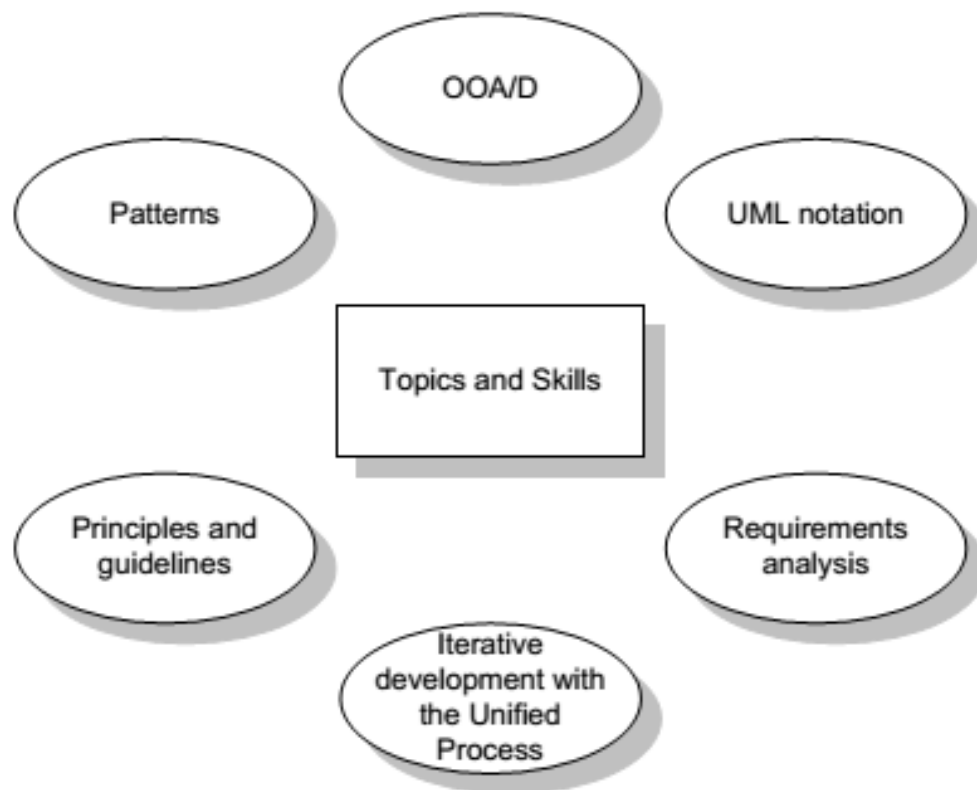 OOA/D
Patterns
UML notation
Topics and Skills
Principles and
guidelines
Requirements
analysis
Iterative
development with
the Unified
Process